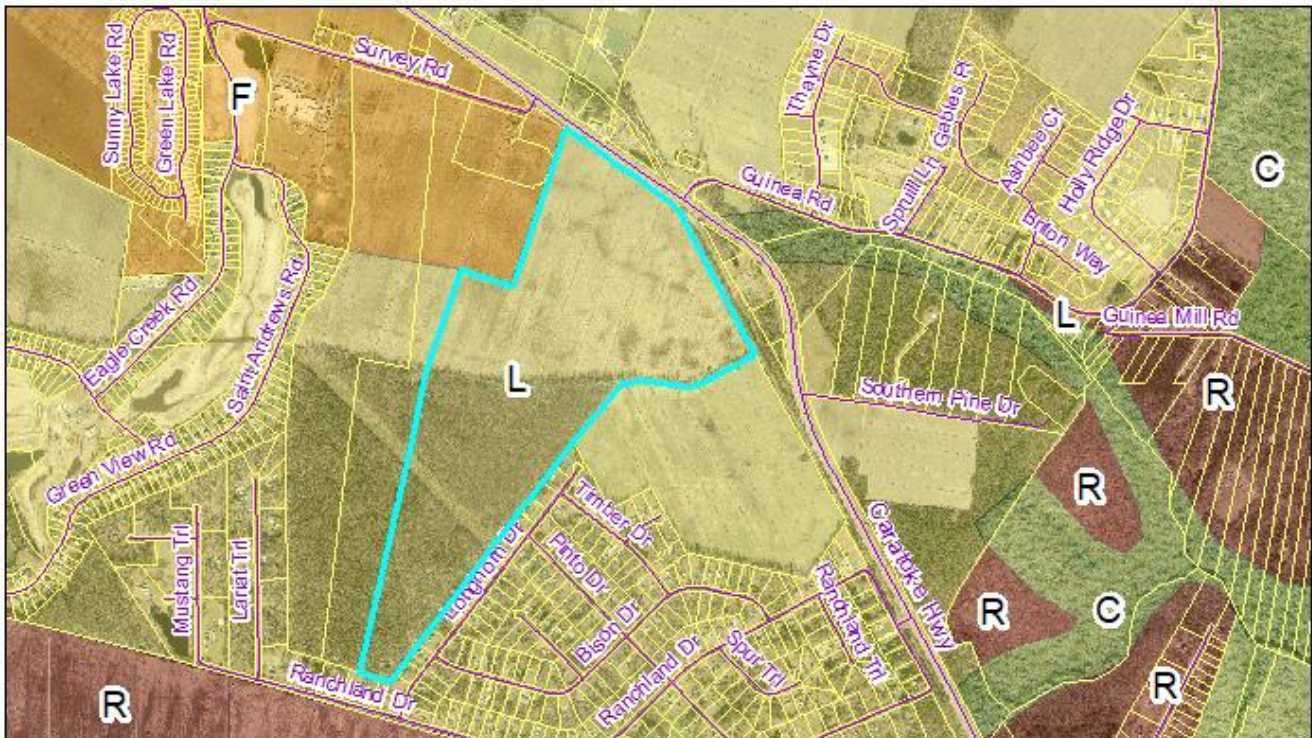 Sunny Lake Rd
Green Lake Rd
F
Survey Rd
Thayne Dr
Gables Pl
Ashbee Ct
Holly Ridge Dr
C
Guinea Rd
Spruill Ln
Briton Way
L
Guinea Mill Rd
Eagle Creek Rd
Saint Andrews Rd
L
R
Southern Pine Dr
Green View Rd
R
Mustang Trl
Lariat Trl
Longhorn Dr
Timber Dr
Pinto Dr
Bison Dr
Ranchland Dr
Spur Trl
Ranchland Trl
Caratoke Hwy
R
C
Ranchland Dr
R
R